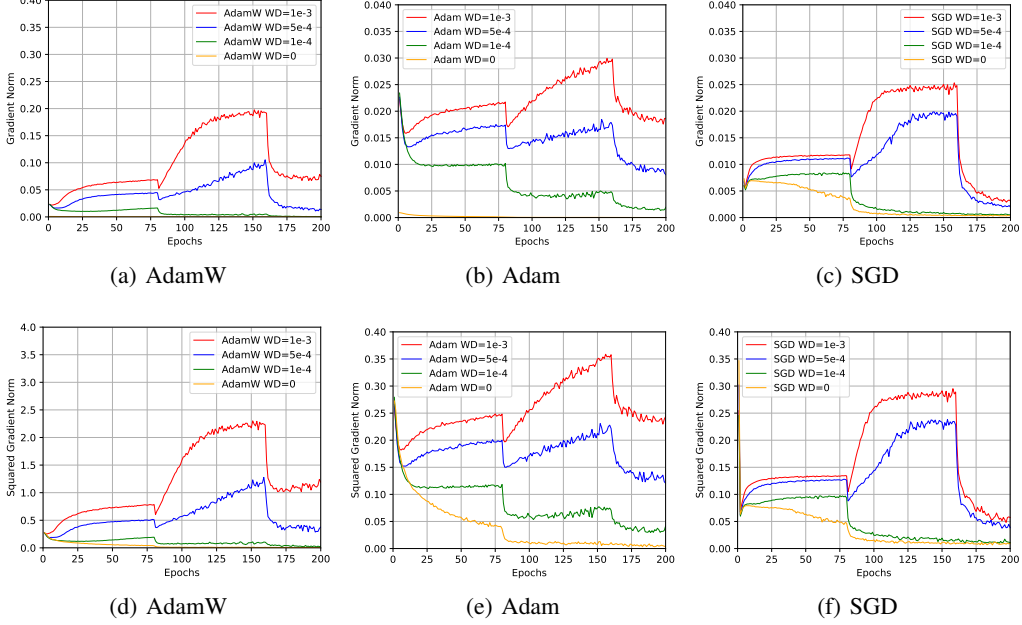 0.40
0.30
0.20
0.15
0.10
0.05
0.00
Gradient Norm
AdamW WD=1e-3
AdamW WD=5e-4
AdamW WD=1e-4
AdamW WD=0
0 25 50 75 100 125 150 175 200
Epochs
(a) AdamW
0.040
0.035
0.030
0.025
0.020
0.015
0.010
0.005
0.000
Gradient Norm
Adam WD=1e-3
Adam WD=5e-4
Adam WD=1e-4
Adam WD=0
0 25 50 75 100 125 150 175 200
Epochs
(b) Adam
0.040
0.035
0.030
0.025
0.020
0.015
0.010
0.005
0.000
Gradient Norm
SGD WD=1e-3
SGD WD=5e-4
SGD WD=1e-4
SGD WD=0
0 25 50 75 100 125 150 175 200
Epochs
(c) SGD
4.0
3.5
3.0
2.5
2.0
1.5
1.0
0.5
0.0
Squared Gradient Norm
AdamW WD=1e-3
AdamW WD=5e-4
AdamW WD=1e-4
AdamW WD=0
0 25 50 75 100 125 150 175 200
Epochs
(d) AdamW
0.40
0.35
0.30
0.25
0.20
0.15
0.10
0.05
0.00
Squared Gradient Norm
Adam WD=1e-3
Adam WD=5e-4
Adam WD=1e-4
Adam WD=0
0 25 50 75 100 125 150 175 200
Epochs
(e) Adam
0.40
0.35
0.30
0.25
0.20
0.15
0.10
0.05
0.00
Squared Gradient Norm
SGD WD=1e-3
SGD WD=5e-4
SGD WD=1e-4
SGD WD=0
0 25 50 75 100 125 150 175 200
Epochs
(f) SGD